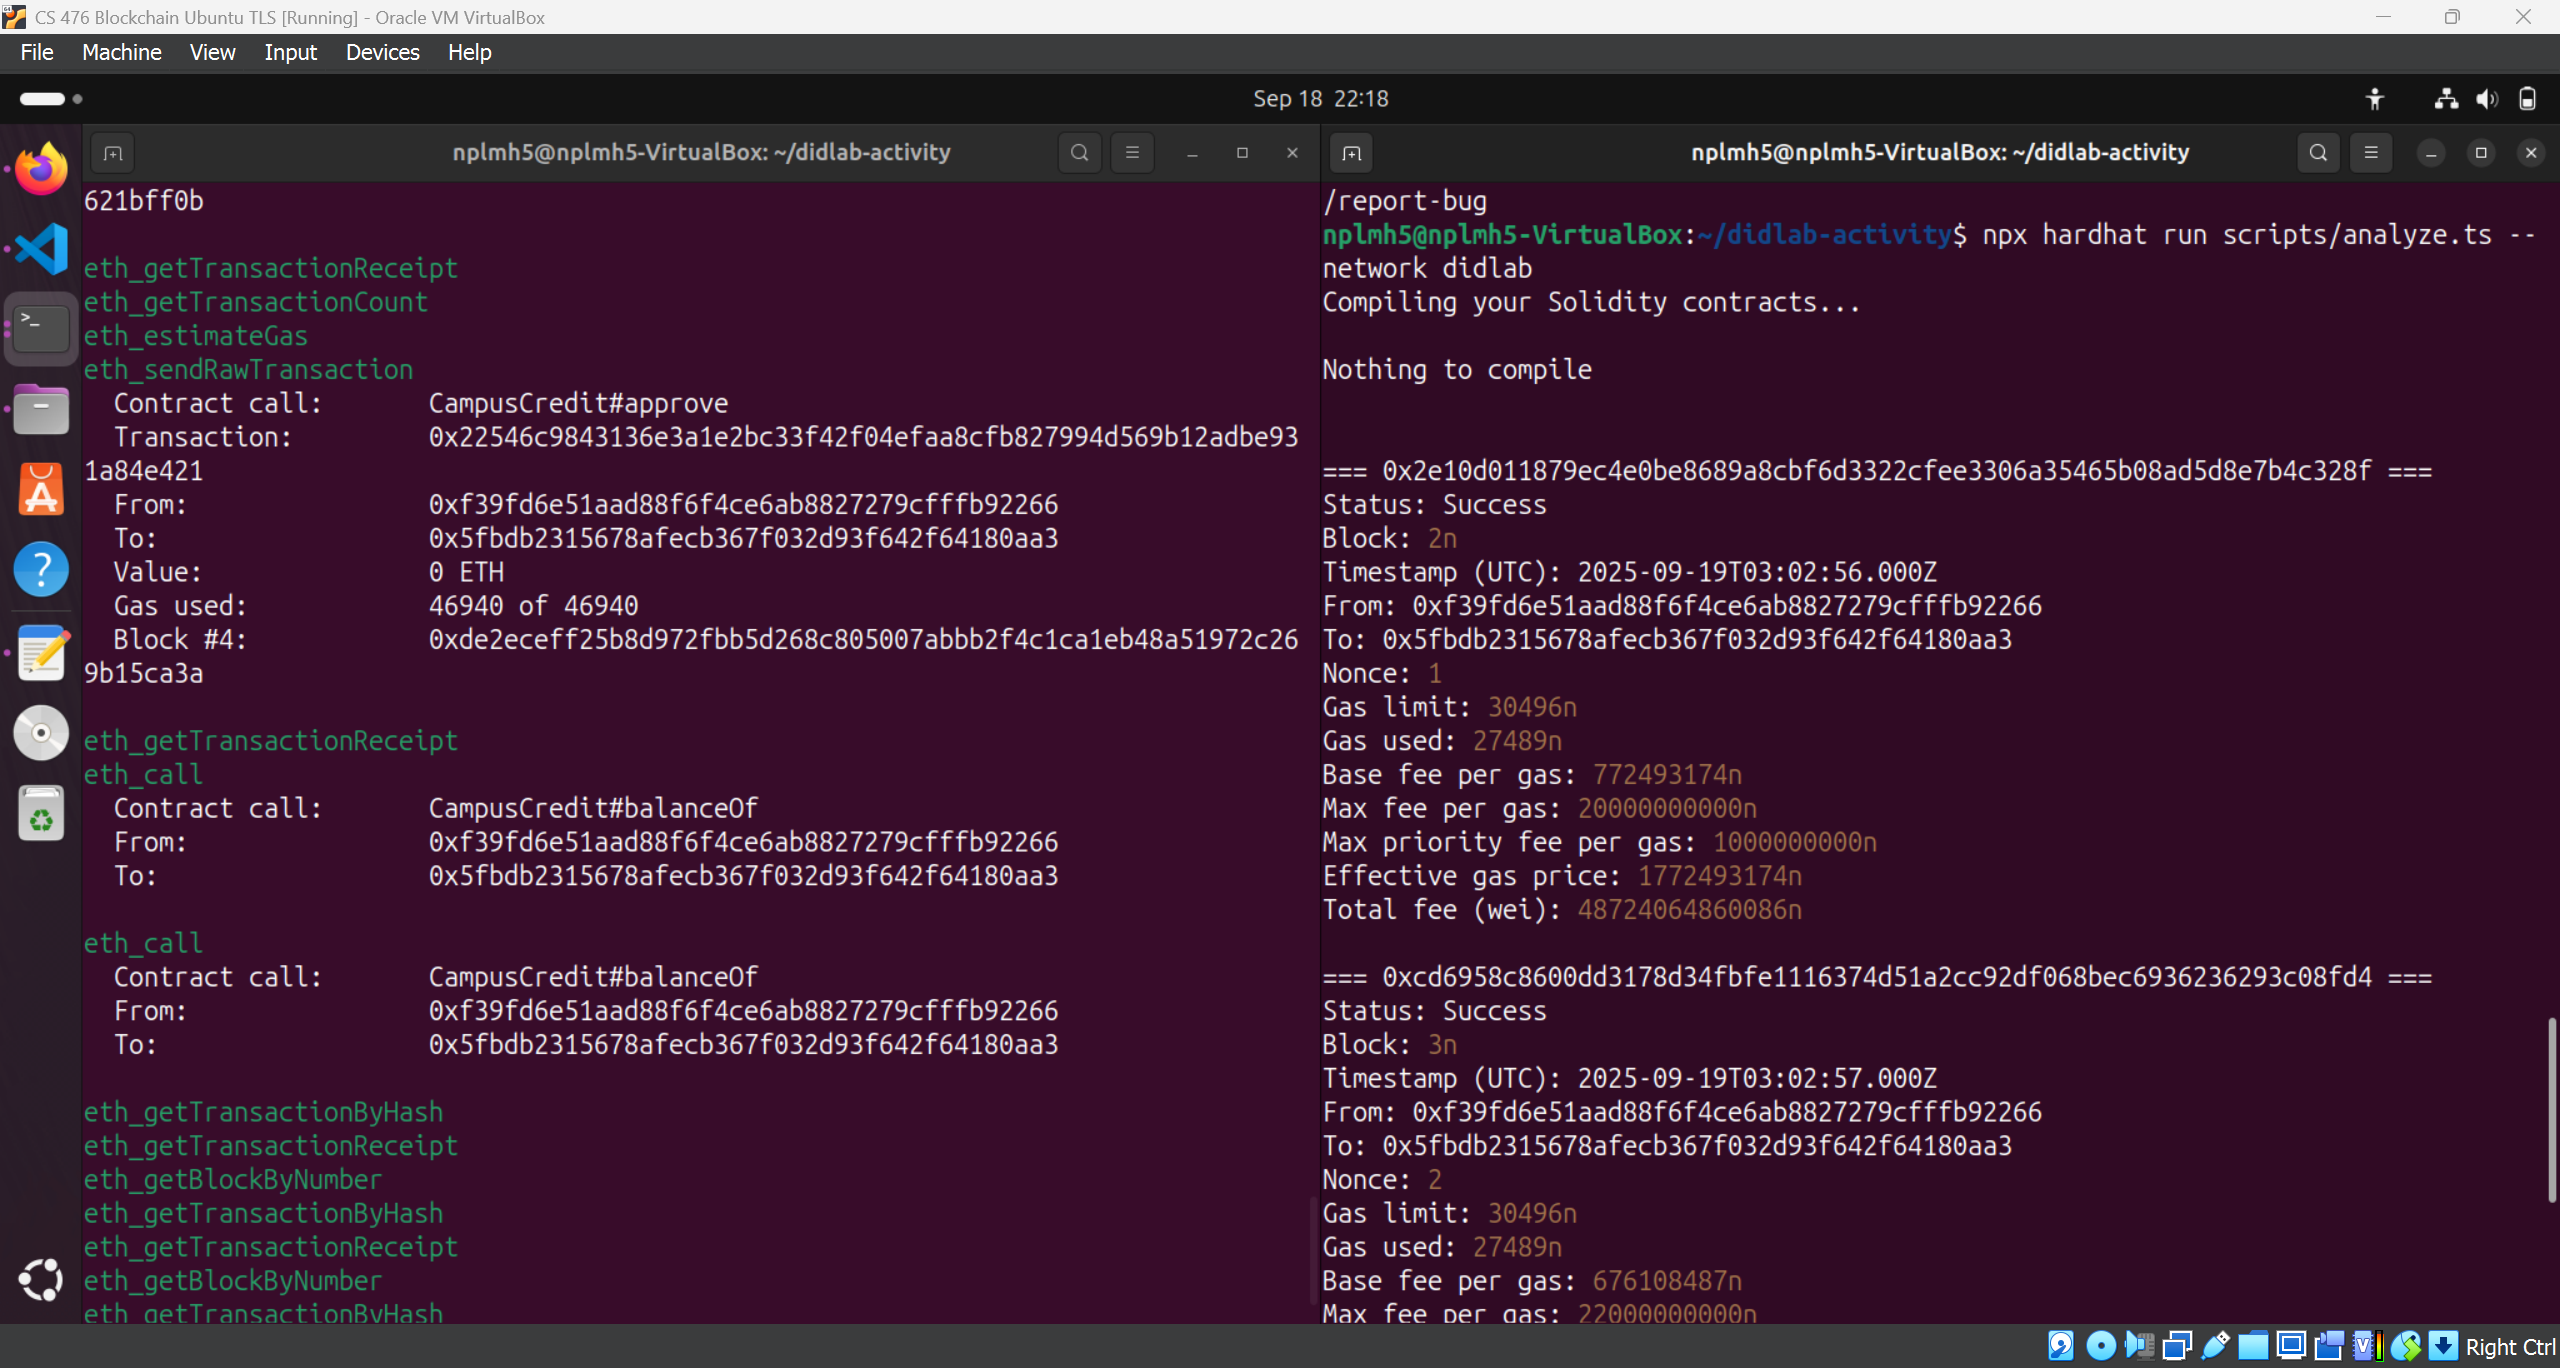 CS 476 Blockchain Ubuntu TLS [Running] - Oracle VM VirtualBox
File Machine View Input Devices Help
Sep 18 22:18
nplmh5@nplmh5-VirtualBox: ~/didlab-activity
621bff0b
eth_getTransactionReceipt
eth_getTransactionCount
eth_estimateGas
eth_sendRawTransaction
Contract call: CampusCredit#approve
Transaction: 0x22546c9843136e3a1e2bc33f42f04efaa8cfb827994d569b12adbe93
1a84e421
From: 0xf39fd6e51aad88f6f4ce6ab8827279cfffb92266
To: 0x5fbdb2315678afecb367f032d93f642f64180aa3
Value: 0 ETH
Gas used: 46940 of 46940
Block #4: 0xde2eceff25b8d972fbb5d268c805007abbb2f4c1ca1eb48a51972c26
9b15ca3a
eth_getTransactionReceipt
eth_call
Contract call: CampusCredit#balanceOf
From: 0xf39fd6e51aad88f6f4ce6ab8827279cfffb92266
To: 0x5fbdb2315678afecb367f032d93f642f64180aa3
eth_call
Contract call: CampusCredit#balanceOf
From: 0xf39fd6e51aad88f6f4ce6ab8827279cfffb92266
To: 0x5fbdb2315678afecb367f032d93f642f64180aa3
eth_getTransactionByHash
eth_getTransactionReceipt
eth_getBlockByNumber
eth_getTransactionByHash
eth_getTransactionReceipt
eth_getBlockByNumber
eth_getTransactionByHash
nplmh5@nplmh5-VirtualBox: ~/didlab-activity
/report-bug
nplmh5@nplmh5-VirtualBox:~/didlab-activity$ npx hardhat run scripts/analyze.ts --
network didlab
Compiling your Solidity contracts...
Nothing to compile
=== 0x2e10d011879ec4e0be8689a8cbf6d3322cfee3306a35465b08ad5d8e7b4c328f ===
Status: Success
Block: 2n
Timestamp (UTC): 2025-09-19T03:02:56.000Z
From: 0xf39fd6e51aad88f6f4ce6ab8827279cfffb92266
To: 0x5fbdb2315678afecb367f032d93f642f64180aa3
Nonce: 1
Gas limit: 30496n
Gas used: 27489n
Base fee per gas: 772493174n
Max fee per gas: 20000000000n
Max priority fee per gas: 1000000000n
Effective gas price: 1772493174n
Total fee (wei): 48724064860086n
=== 0xcd6958c8600dd3178d34fbfe1116374d51a2cc92df068bec6936236293c08fd4 ===
Status: Success
Block: 3n
Timestamp (UTC): 2025-09-19T03:02:57.000Z
From: 0xf39fd6e51aad88f6f4ce6ab8827279cfffb92266
To: 0x5fbdb2315678afecb367f032d93f642f64180aa3
Nonce: 2
Gas limit: 30496n
Gas used: 27489n
Base fee per gas: 676108487n
Max fee per gas: 22000000000n
Right Ctrl